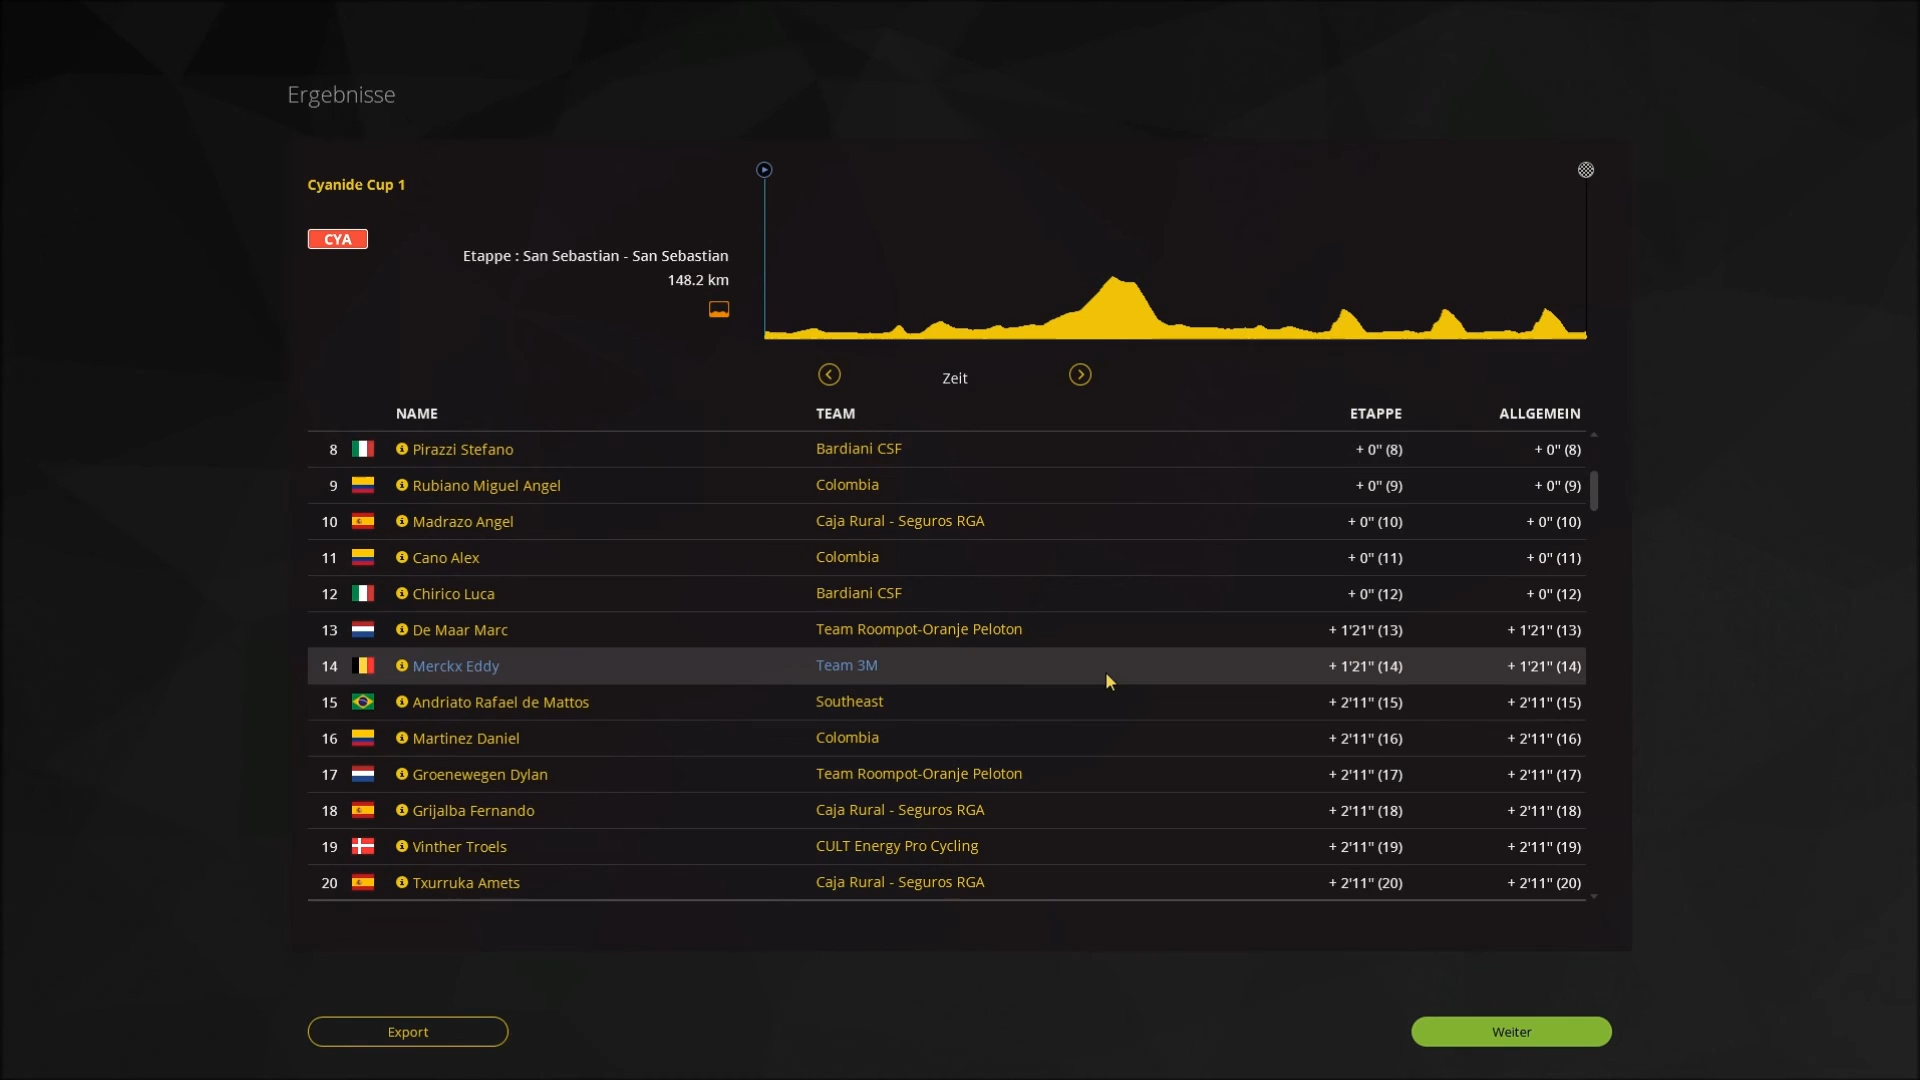 Ergebnisse
Cyanide Cup 1
CYA
Etappe : San Sebastian - San Sebastian
148.2 km
Zeit
NAME TEAM ETAPPE ALLGEMEIN
8 Pirazzi Stefano Bardiani CSF + 0'' (8) + 0'' (8)
9 Rubiano Miguel Angel Colombia + 0'' (9) + 0'' (9)
10 Madrazo Angel Caja Rural - Seguros RGA + 0'' (10) + 0'' (10)
11 Cano Alex Colombia + 0'' (11) + 0'' (11)
12 Chirico Luca Bardiani CSF + 0'' (12) + 0'' (12)
13 De Maar Marc Team Roompot-Oranje Peloton + 1'21'' (13) + 1'21'' (13)
14 Merckx Eddy Team 3M + 1'21'' (14) + 1'21'' (14)
15 Andriato Rafael de Mattos Southeast + 2'11'' (15) + 2'11'' (15)
16 Martinez Daniel Colombia + 2'11'' (16) + 2'11'' (16)
17 Groenewegen Dylan Team Roompot-Oranje Peloton + 2'11'' (17) + 2'11'' (17)
18 Grijalba Fernando Caja Rural - Seguros RGA + 2'11'' (18) + 2'11'' (18)
19 Vinther Troels CULT Energy Pro Cycling + 2'11'' (19) + 2'11'' (19)
20 Txurruka Amets Caja Rural - Seguros RGA + 2'11'' (20) + 2'11'' (20)
Export Weiter